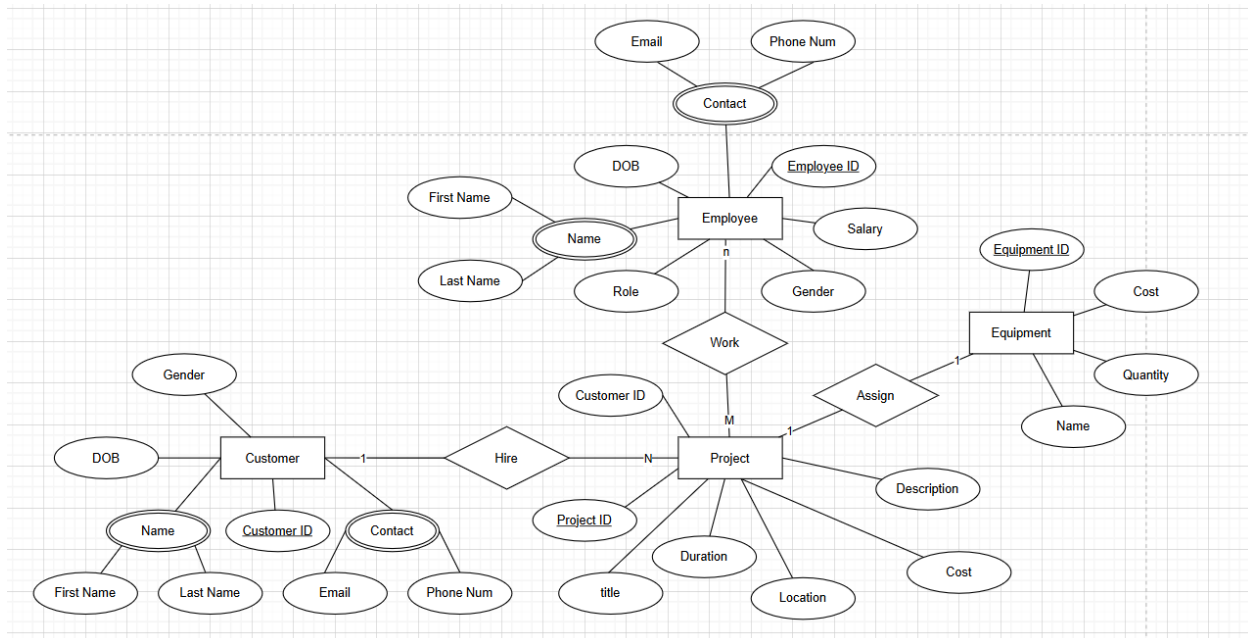 Email
Phone Num
Contact
DOB
Employee ID
First Name
Employee
Salary
Name
Equipment ID
n
Last Name
Role
Gender
Cost
Equipment
Work
1
Gender
Quantity
Customer ID
Assign
M
Name
1
DOB
Customer
1
Hire
N
Project
Description
Project ID
Name
Customer ID
Contact
Duration
Cost
First Name
Last Name
Email
Phone Num
title
Location